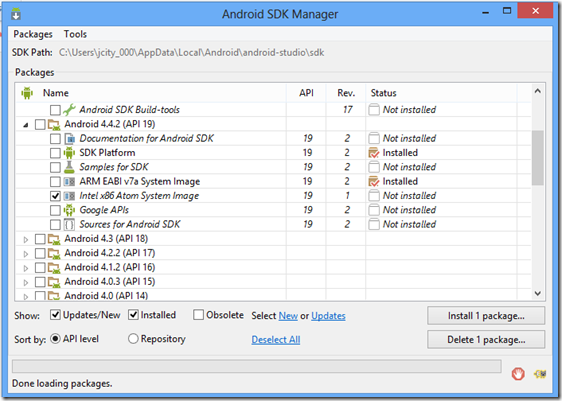 Android SDK Manager
Packages Tools
SDK Path: C:\Users\jcity_000\AppData\Local\Android\android-studio\sdk
Packages
Name API Rev. Status
Android SDK Build-tools 17 Not installed
Android 4.4.2 (API 19)
Documentation for Android SDK 19 2 Not installed
SDK Platform 19 2 Installed
Samples for SDK 19 2 Not installed
ARM EABI v7a System Image 19 2 Installed
Intel x86 Atom System Image 19 1 Not installed
Google APIs 19 2 Not installed
Sources for Android SDK 19 2 Not installed
Android 4.3 (API 18)
Android 4.2.2 (API 17)
Android 4.1.2 (API 16)
Android 4.0.3 (API 15)
Android 4.0 (API 14)
Show: Updates/New Installed Obsolete Select New or Updates Install 1 package...
Sort by: API level Repository Deselect All Delete 1 package...
Done loading packages.